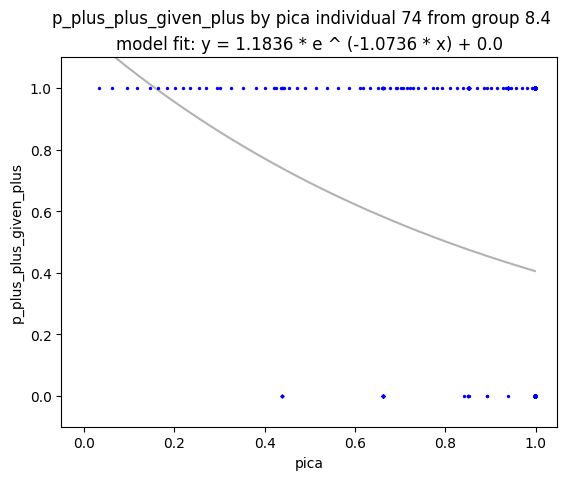 p_plus_plus_given_plus by pica individual 74 from group 8.4
model fit: y = 1.1836 * e ^ (-1.0736 * x) + 0.0
1.0
0.8
0.6
0.4
0.2
0.0
p_plus_plus_given_plus
0.0 0.2 0.4 0.6 0.8 1.0
pica